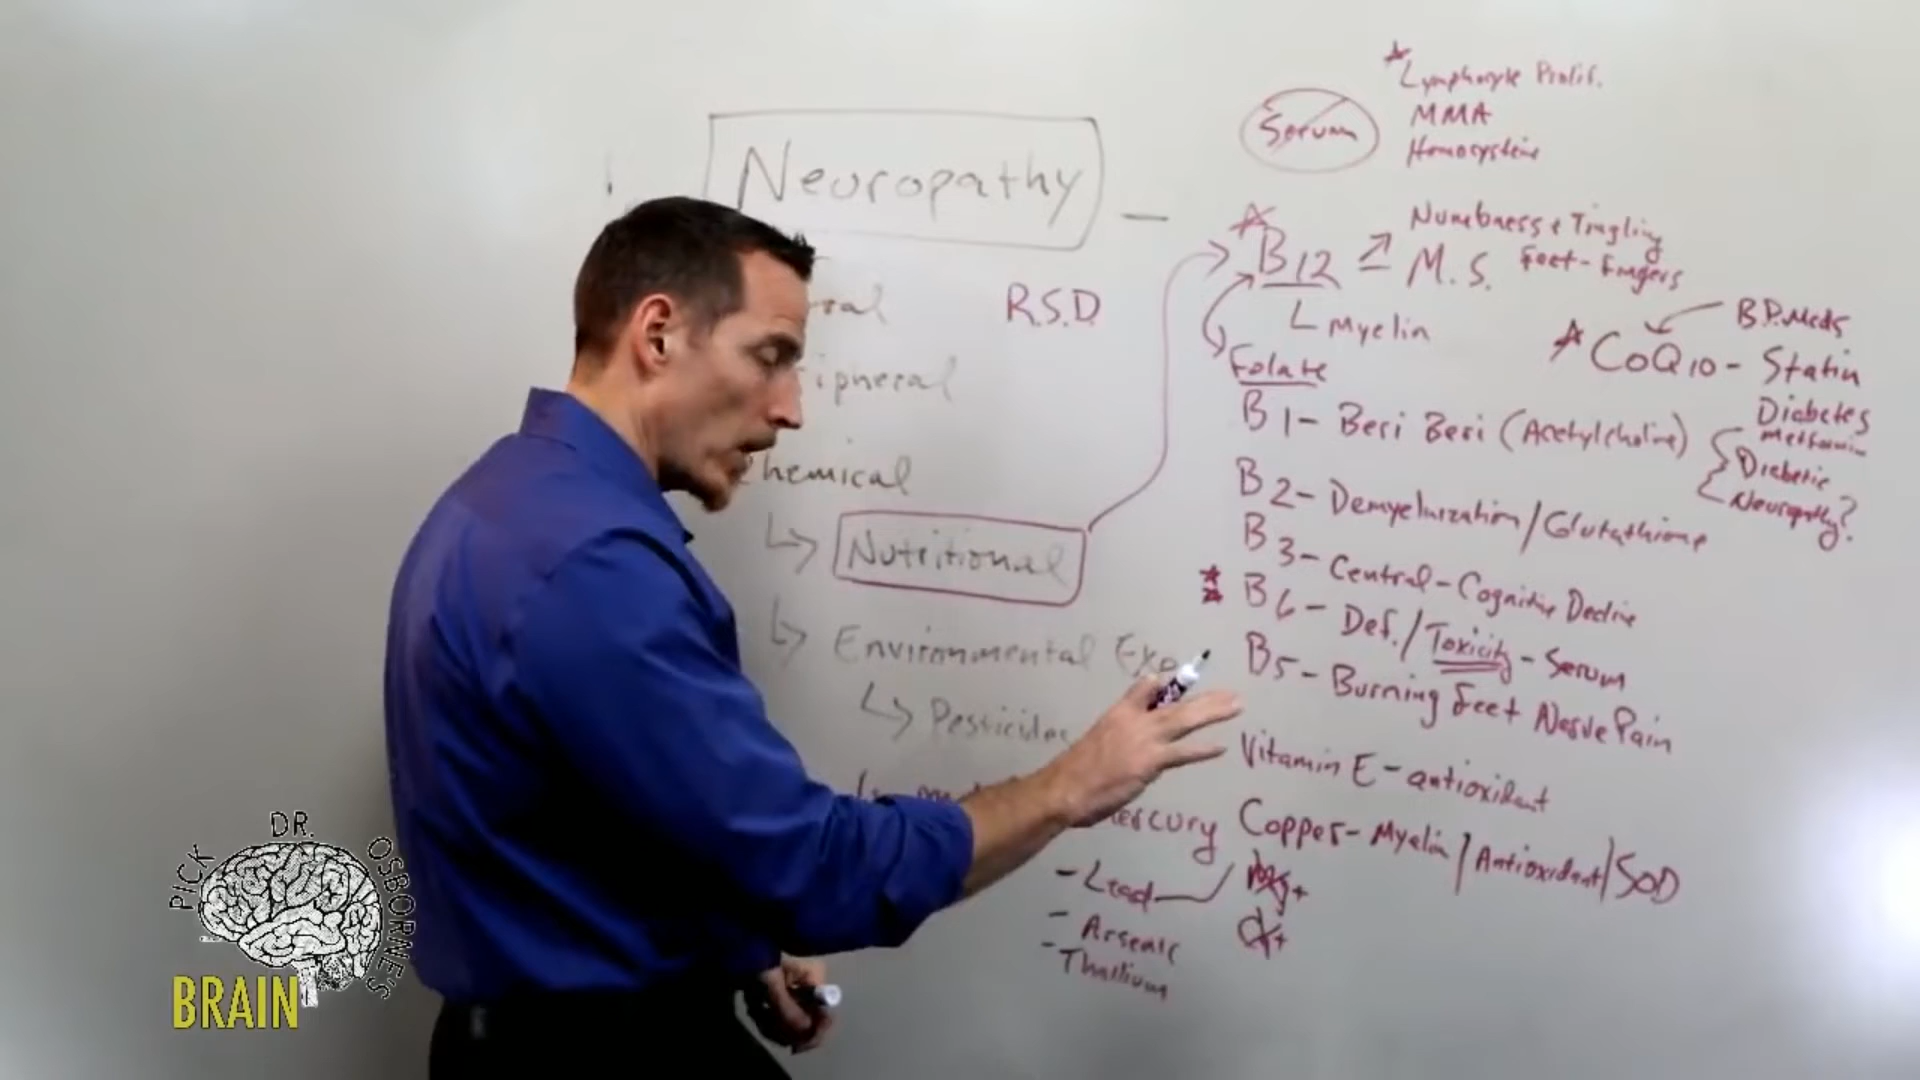 Lymphocyte Prolif.
Serum
MMA
Homocysteine
Neuropathy –
Numbness + Tingling
Feet - Fingers
B12 = M.S.
R.S.D.
Myelin
B.P. Meds
Folate
CoQ10 - Statin
B1 - Beri Beri (Acetylcholine)
Diabetes
Metformin
Diabetic
Neuropathy?
hemical
B2 - Demyelinization/Glutathione
Nutritional
B3 - Central - Cognitive Decline
B6 - Def./Toxicity - Serum
Environmental Exp
B5 - Burning Feet Nerve Pain
Pesticides
Vitamin E - antioxidant
Mercury
Copper - Myelin/Antioxidant/SOD
- Lead
- Arsenic
- Thallium
PICK DR. OSBORNE'S
BRAIN